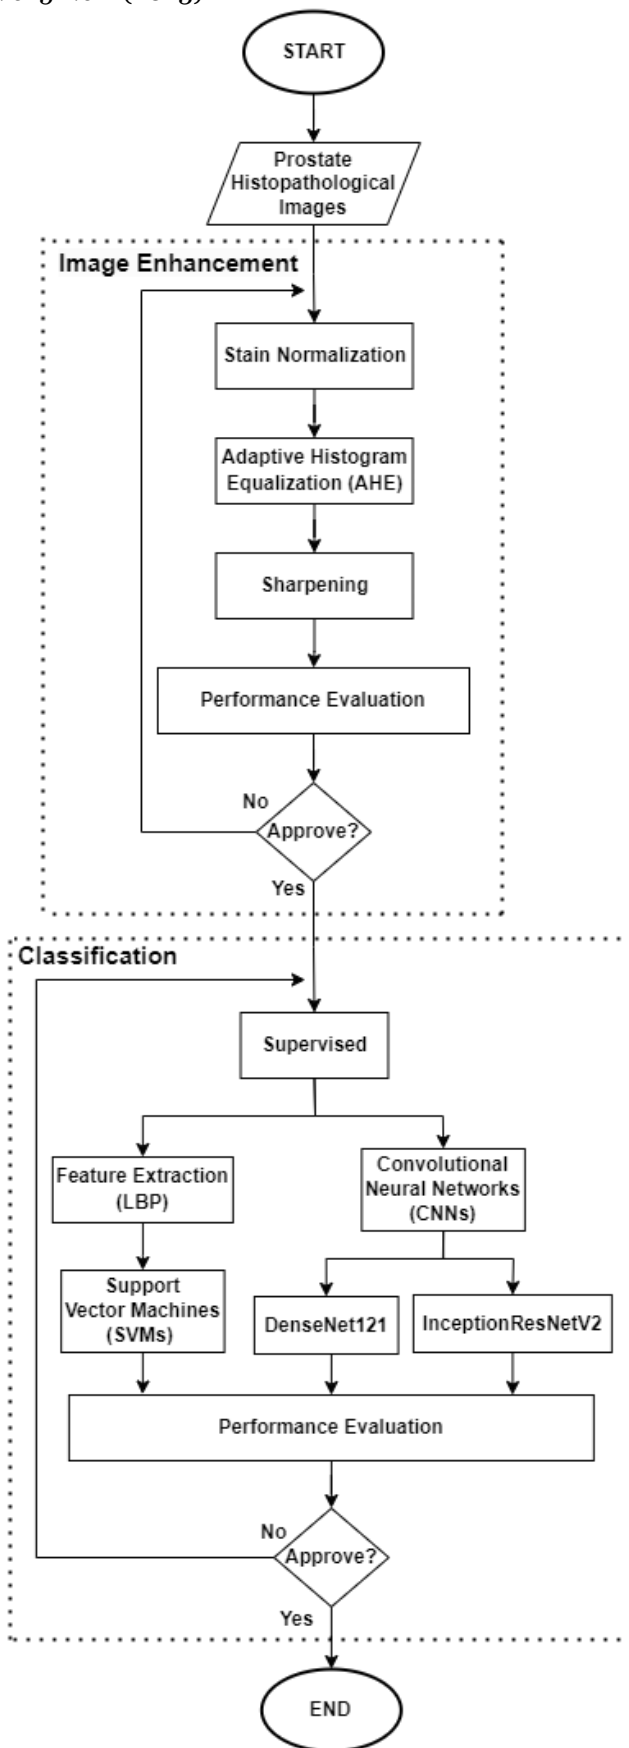 START
Prostate
Histopathological
Images
Image Enhancement
Stain Normalization
Adaptive Histogram
Equalization (AHE)
Sharpening
Performance Evaluation
No
Approve?
Yes
Classification
Supervised
Feature Extraction
(LBP)
Convolutional
Neural Networks
(CNNs)
Support
Vector Machines
(SVMs)
DenseNet121
InceptionResNetV2
Performance Evaluation
No
Approve?
Yes
END